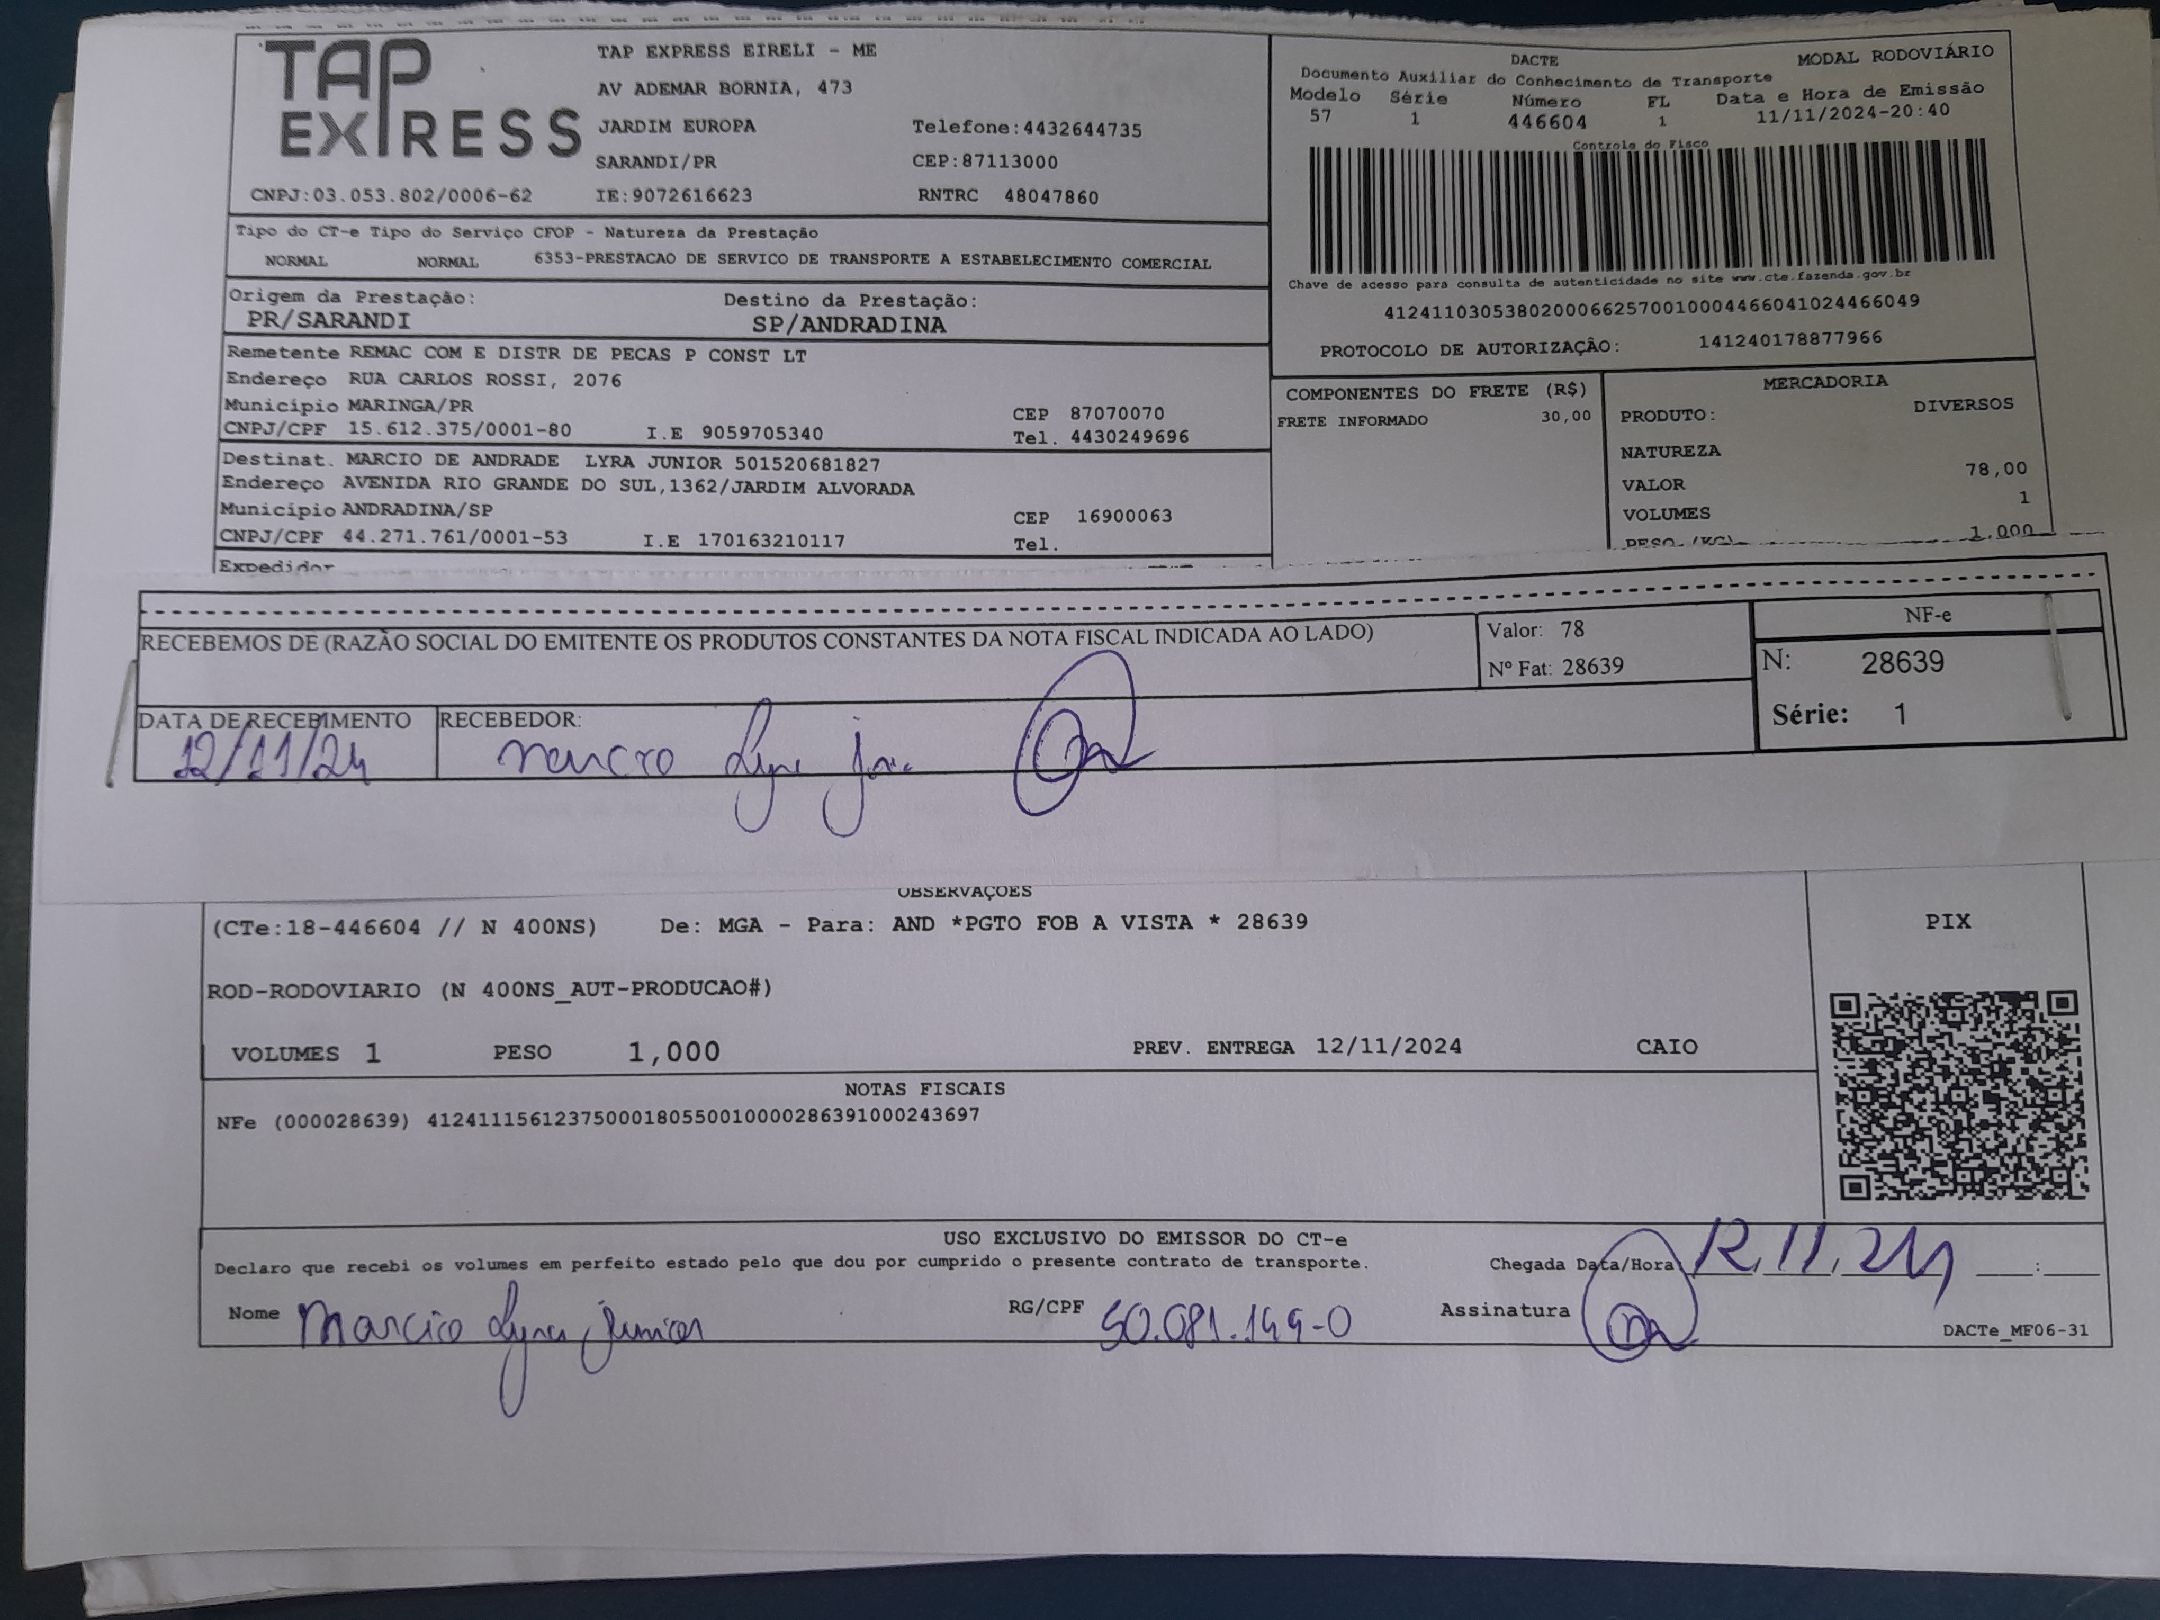 TAP EXPRESS
TAP EXPRESS EIRELI - ME
AV ADEMAR BORNIA, 473
JARDIM EUROPA Telefone:4432644735
SARANDI/PR CEP:87113000
CNPJ:03.053.802/0006-62 IE:9072616623 RNTRC 48047860
DACTE MODAL RODOVIÁRIO
Documento Auxiliar do Conhecimento de Transporte
Modelo Série Número FL Data e Hora de Emissão
57 1 446604 1 11/11/2024-20:40
Controle do Fisco
Chave de acesso para consulta de autenticidade no site www.cte.fazenda.gov.br
41241103053802000662570010004466041024466049
PROTOCOLO DE AUTORIZAÇÃO: 141240178877966
Tipo do CT-e Tipo do Serviço CFOP - Natureza da Prestação
NORMAL NORMAL 6353-PRESTACAO DE SERVICO DE TRANSPORTE A ESTABELECIMENTO COMERCIAL
Origem da Prestação: Destino da Prestação:
PR/SARANDI SP/ANDRADINA
Remetente REMAC COM E DISTR DE PECAS P CONST LT
Endereço RUA CARLOS ROSSI, 2076
Município MARINGA/PR CEP 87070070
CNPJ/CPF 15.612.375/0001-80 I.E 9059705340 Tel. 4430249696
Destinat. MARCIO DE ANDRADE LYRA JUNIOR 501520681827
Endereço AVENIDA RIO GRANDE DO SUL,1362/JARDIM ALVORADA
Município ANDRADINA/SP CEP 16900063
CNPJ/CPF 44.271.761/0001-53 I.E 170163210117 Tel.
Expedidor
COMPONENTES DO FRETE (R$)
FRETE INFORMADO 30,00
MERCADORIA
PRODUTO: DIVERSOS
NATUREZA
VALOR 78,00
VOLUMES 1
PESO (KG) 1,000
RECEBEMOS DE (RAZÃO SOCIAL DO EMITENTE OS PRODUTOS CONSTANTES DA NOTA FISCAL INDICADA AO LADO)
Valor: 78
Nº Fat: 28639
NF-e
N: 28639
Série: 1
DATA DE RECEBIMENTO RECEBEDOR:
12/11/24 Marcio Lyra
OBSERVAÇÕES
(CTe:18-446604 // N 400NS) De: MGA - Para: AND *PGTO FOB A VISTA * 28639
ROD-RODOVIARIO (N 400NS_AUT-PRODUCAO#)
VOLUMES 1 PESO 1,000 PREV. ENTREGA 12/11/2024 CAIO
PIX
NOTAS FISCAIS
NFe (000028639) 41241115612375000180550010000286391000243697
USO EXCLUSIVO DO EMISSOR DO CT-e
Declaro que recebi os volumes em perfeito estado pelo que dou por cumprido o presente contrato de transporte. Chegada Data/Hora 12.11.24 :
Nome Marcio Lyra Junior RG/CPF 50.081.149-0 Assinatura
DACTe_MF06-31